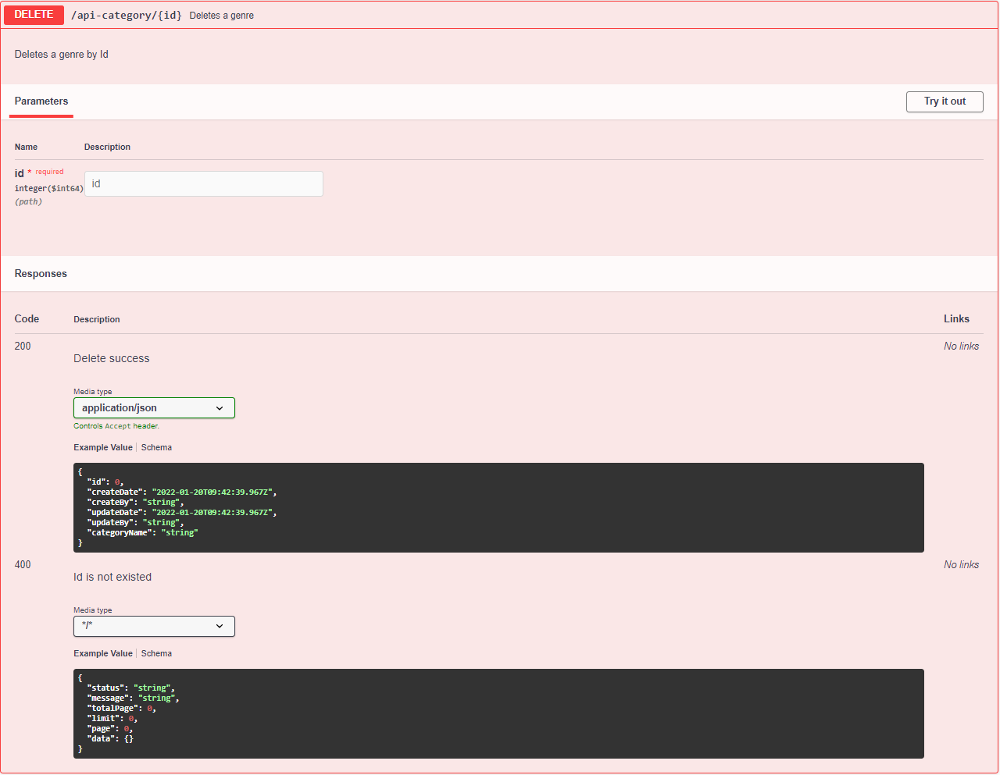 DELETE /api-category/{id} Deletes a genre
Deletes a genre by Id
Parameters Try it out
Name Description
id * required
integer($int64) id
(path)
Responses
Code Description Links
200 No links
Delete success
Media type
application/json
Controls Accept header.
Example Value Schema
{
"id": 0,
"createDate": "2022-01-20T09:42:39.967Z",
"createBy": "string",
"updateDate": "2022-01-20T09:42:39.967Z",
"updateBy": "string",
"categoryName": "string"
}
400 No links
Id is not existed
Media type
*/*
Example Value Schema
{
"status": "string",
"message": "string",
"totalPage": 0,
"limit": 0,
"page": 0,
"data": {}
}